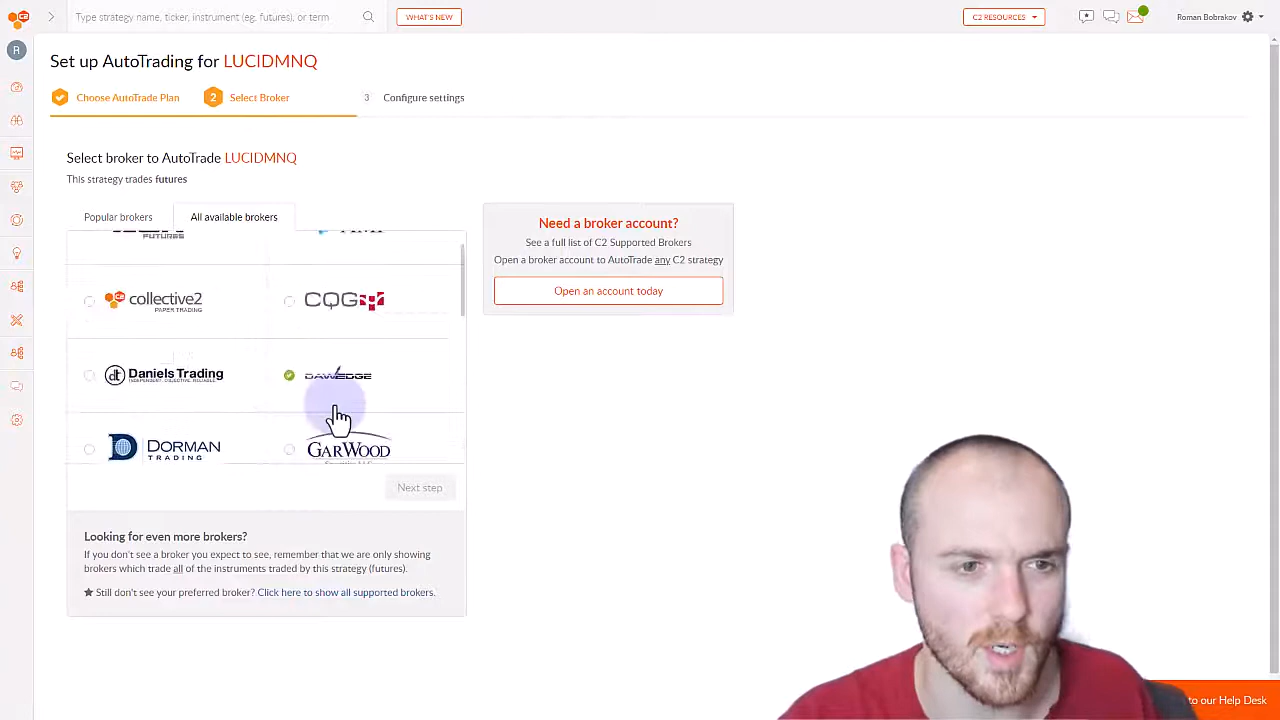 Type strategy name, ticker, instrument (eg. futures), or term
WHAT'S NEW
C2 RESOURCES
Roman Bobrakov
R
Set up AutoTrading for LUCIDMNQ
Choose AutoTrade Plan
2 Select Broker
3 Configure settings
Select broker to AutoTrade LUCIDMNQ
This strategy trades futures
Popular brokers
All available brokers
FUTURES
collective2
PAPER TRADING
CQG
dt Daniels Trading
INDEPENDENT. OBJECTIVE. RELIABLE.
DORMAN
TRADING
GARWOOD
Next step
Need a broker account?
See a full list of C2 Supported Brokers
Open a broker account to AutoTrade any C2 strategy
Open an account today
Looking for even more brokers?
If you don't see a broker you expect to see, remember that we are only showing
brokers which trade all of the instruments traded by this strategy (futures).
Still don't see your preferred broker? Click here to show all supported brokers.
to our Help Desk